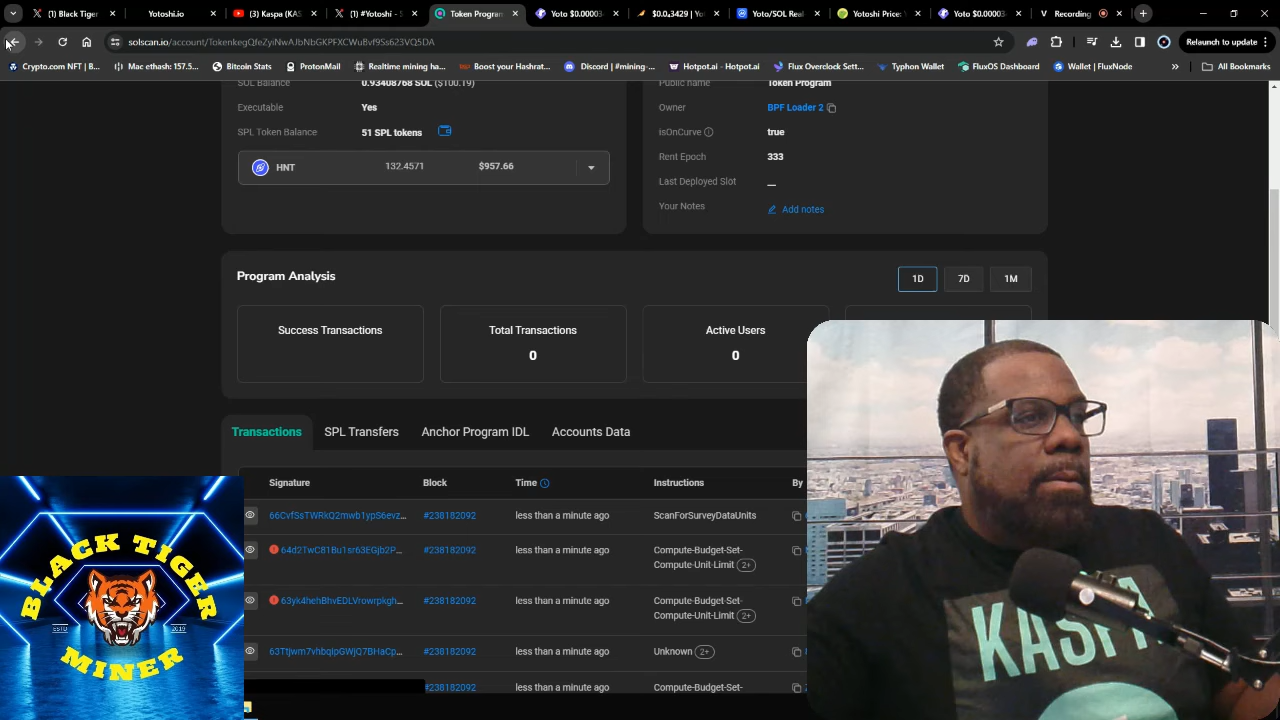 (1) Black Tiger
Yotoshi.io
Kaspa (KAS
(1) #Yotoshi -
Token Program
Yoto $0.00003
$0.0₄3429 | Yo
Yoto/SOL Real
Yotoshi Price:
Yoto $0.00003
Recording
solscan.io/account/TokenkegQfeZyiNwAJbNbGKPFXCWuBvf9Ss623VQ5DA
Relaunch to update
Crypto.com NFT | B...
Mac ethash: 157.5...
Bitcoin Stats
ProtonMail
Realtime mining ha...
Boost your Hashrat...
Discord | #mining-...
Hotpot.ai - Hotpot.ai
Flux Overclock Sett...
Typhon Wallet
FluxOS Dashboard
Wallet | FluxNode
All Bookmarks
SOL Balance 0.93408768 SOL ($100.19)
Executable Yes
SPL Token Balance 51 SPL tokens
HNT 132.4571 $957.66
Public name Token Program
Owner BPF Loader 2
isOnCurve true
Rent Epoch 333
Last Deployed Slot —
Your Notes Add notes
Program Analysis 1D 7D 1M
Success Transactions Total Transactions Active Users
0 0
Transactions SPL Transfers Anchor Program IDL Accounts Data
Signature Block Time Instructions By
66CvfSsTWRkQ2mwb1ypS6evz... #238182092 less than a minute ago ScanForSurveyDataUnits
64d2TwC81Bu1sr63EGjb2P... #238182092 less than a minute ago Compute-Budget-Set-
Compute-Unit-Limit 2+
63yk4hehBhvEDLVrowrpkgh... #238182092 less than a minute ago Compute-Budget-Set-
Compute-Unit-Limit 2+
63Ttjwm7vhbqIpGWjQ7BHaCp... #238182092 less than a minute ago Unknown 2+
#238182092 less than a minute ago Compute-Budget-Set-
BLACK TIGER
ESTD 2019
MINER
KASPA